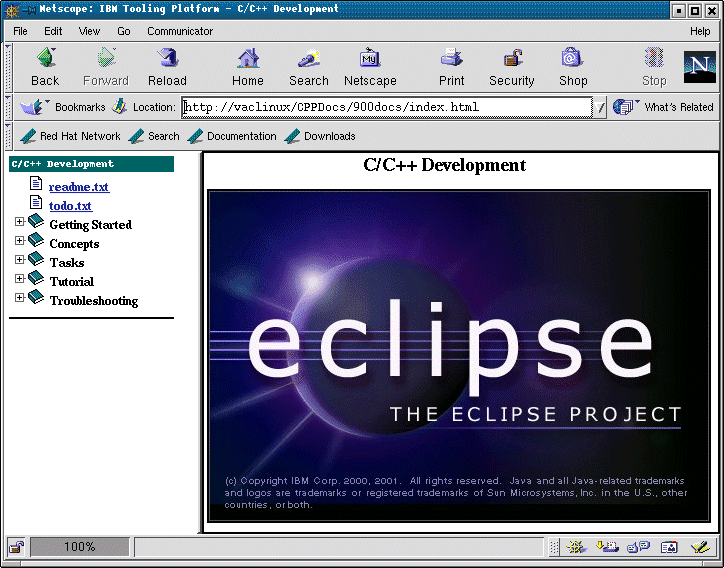 Netscape: IBM Tooling Platform - C/C++ Development
File Edit View Go Communicator Help
Back Forward Reload Home Search My Netscape Print Security Shop Stop N
Bookmarks Location: http://vaclinux/CPPDocs/900docs/index.html What's Related
Red Hat Network Search Documentation Downloads
C/C++ Development
readme.txt
todo.txt
Getting Started
Concepts
Tasks
Tutorial
Troubleshooting
C/C++ Development
eclipse
THE ECLIPSE PROJECT
(c) Copyright IBM Corp. 2000, 2001. All rights reserved. Java and all Java-related trademarks
and logos are trademarks or registered trademarks of Sun Microsystems, Inc. in the U.S., other
countries, or both.
100%